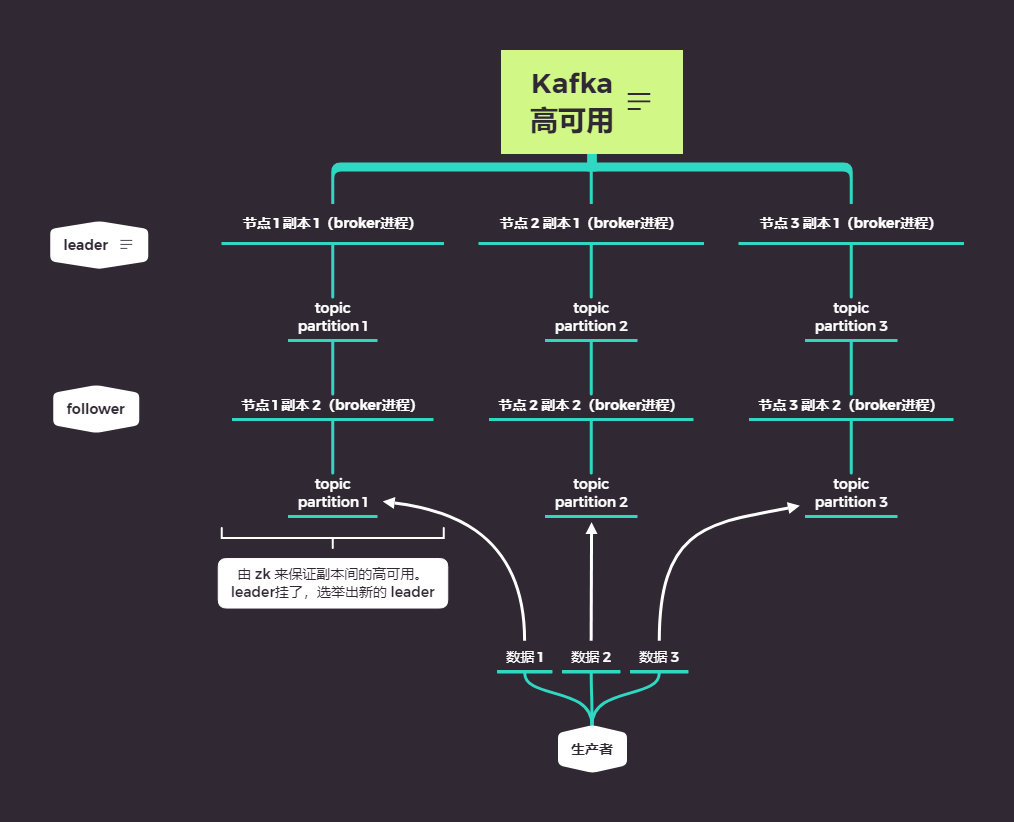 Kafka
高可用
leader
节点1 副本1（broker进程）
节点 2 副本1（broker进程）
节点 3 副本1（broker进程）
topic
partition 1
topic
partition 2
topic
partition 3
follower
节点1 副本 2（broker进程）
节点 2 副本 2（broker进程）
节点 3 副本 2（broker进程）
topic
partition 1
topic
partition 2
topic
partition 3
由 zk 来保证副本间的高可用。
leader挂了，选举出新的 leader
数据 1
数据 2
数据 3
生产者